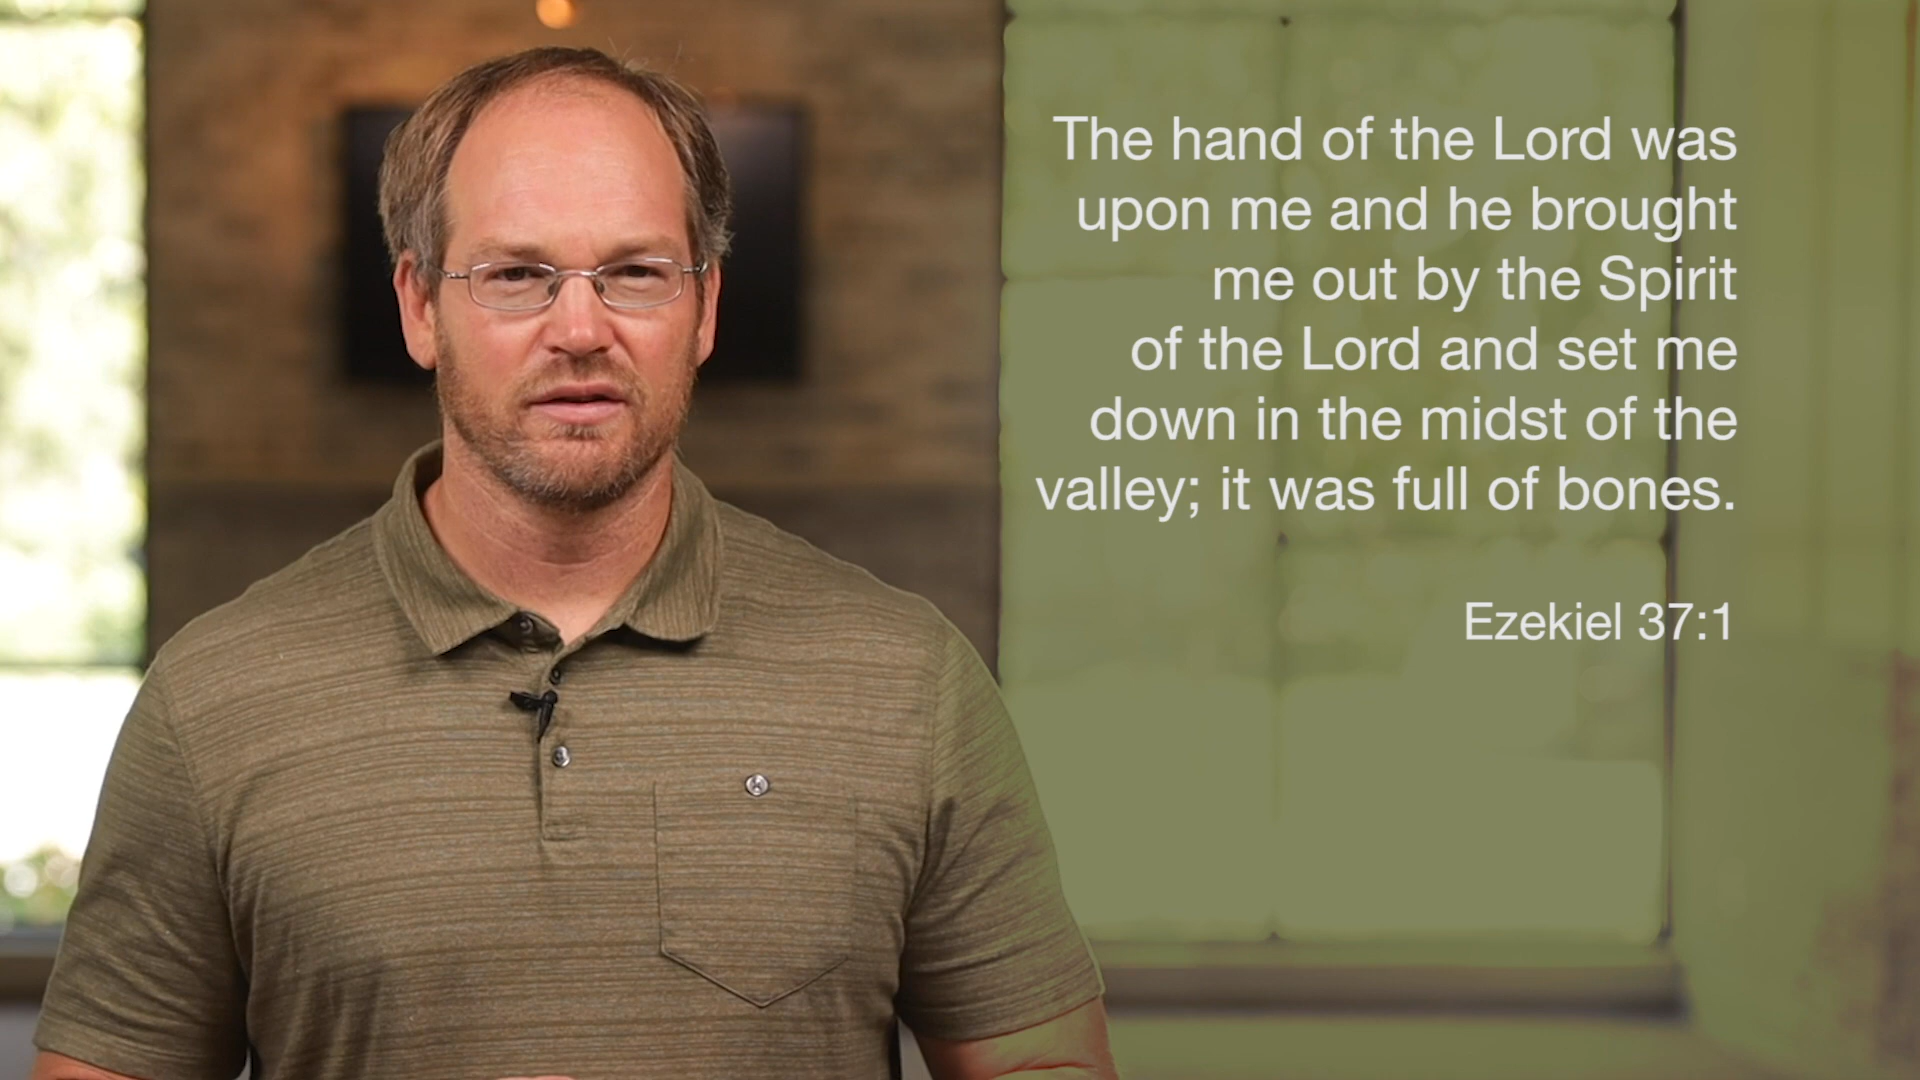 The hand of the Lord was
upon me and he brought
me out by the Spirit
of the Lord and set me
down in the midst of the
valley; it was full of bones.
Ezekiel 37:1